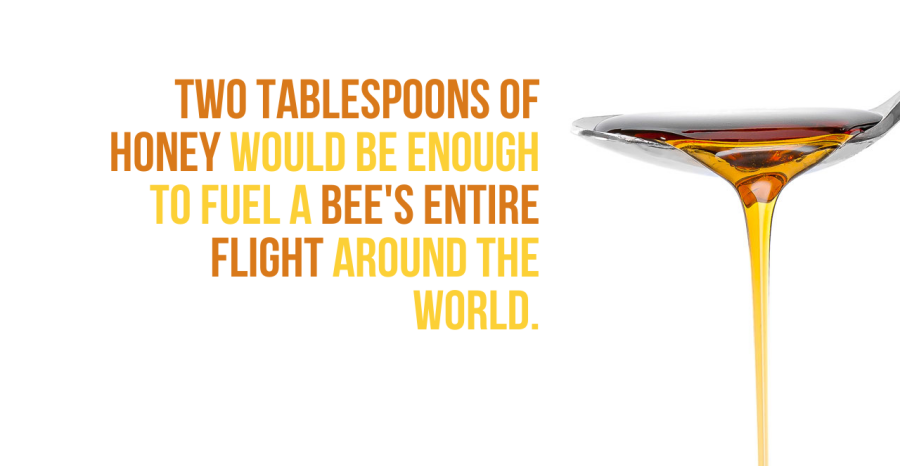 TWO TABLESPOONS OF
HONEY WOULD BE ENOUGH
TO FUEL A BEE'S ENTIRE
FLIGHT AROUND THE
WORLD.